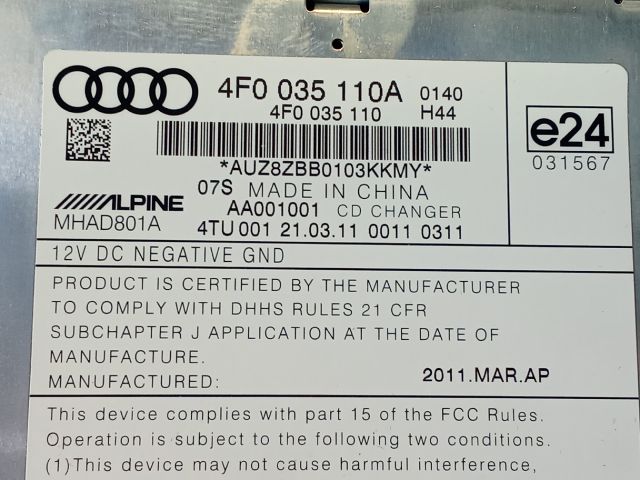 4F0 035 110A 0140
4F0 035 110 H44
*AUZ8ZBB0103KKMY*
07S MADE IN CHINA
ALPINE AA001001 CD CHANGER
MHAD801A 4TU 001 21.03.11 0011 0311
e24
031567
12V DC NEGATIVE GND
PRODUCT IS CERTIFIED BY THE MANUFACTURER
TO COMPLY WITH DHHS RULES 21 CFR
SUBCHAPTER J APPLICATION AT THE DATE OF
MANUFACTURE.
MANUFACTURED: 2011.MAR.AP
This device complies with part 15 of the FCC Rules.
Operation is subject to the following two conditions.
(1)This device may not cause harmful interference,